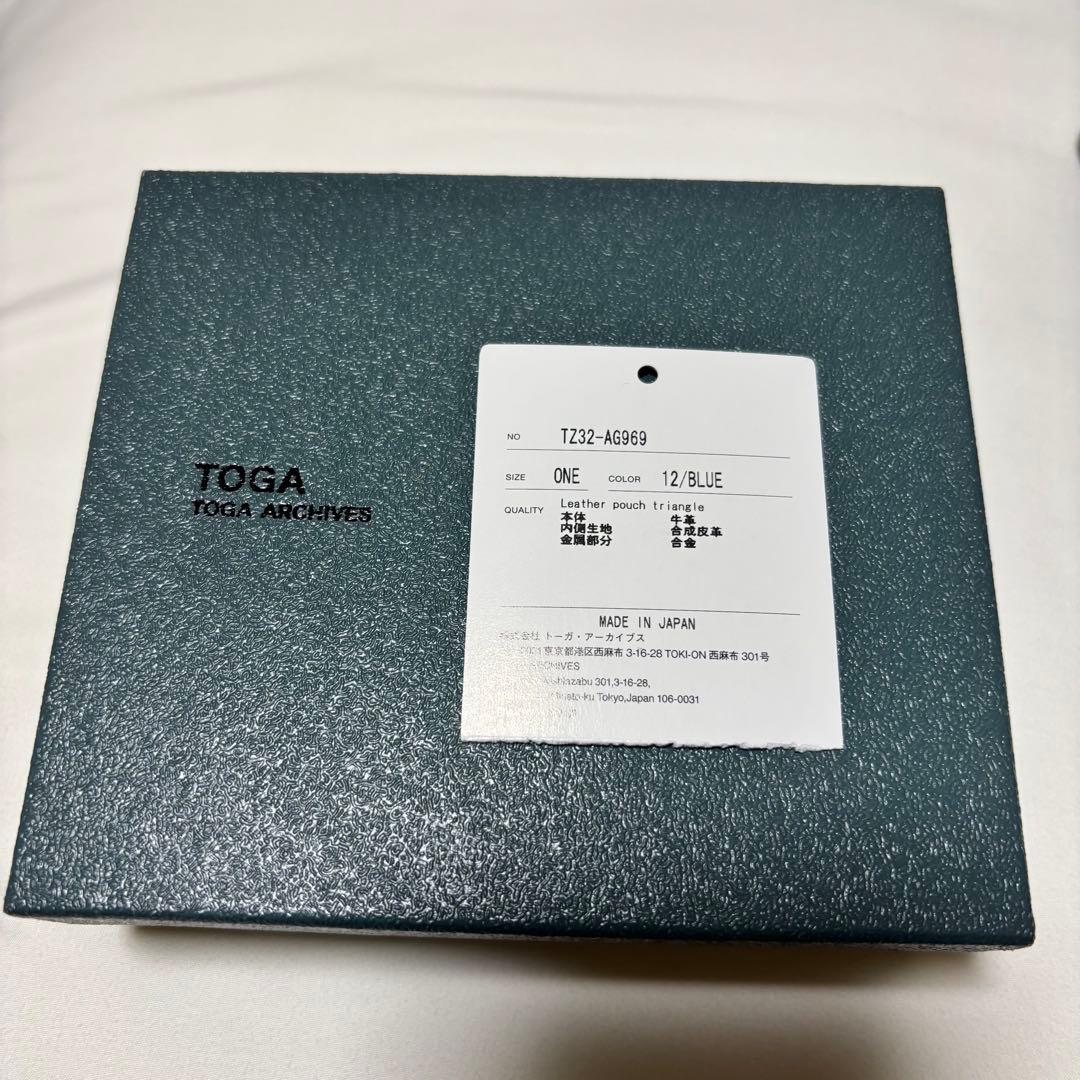 TOGA
TOGA ARCHIVES
NO TZ32-AG969
SIZE ONE COLOR 12/BLUE
QUALITY Leather pouch triangle
本体 牛革
内側生地 合成皮革
金属部分 合金
MADE IN JAPAN
株式会社 トーガ・アーカイブス
東京都港区西麻布 3-16-28 TOKI-ON 西麻布 301号
301,3-16-28,
Tokyo,Japan 106-0031